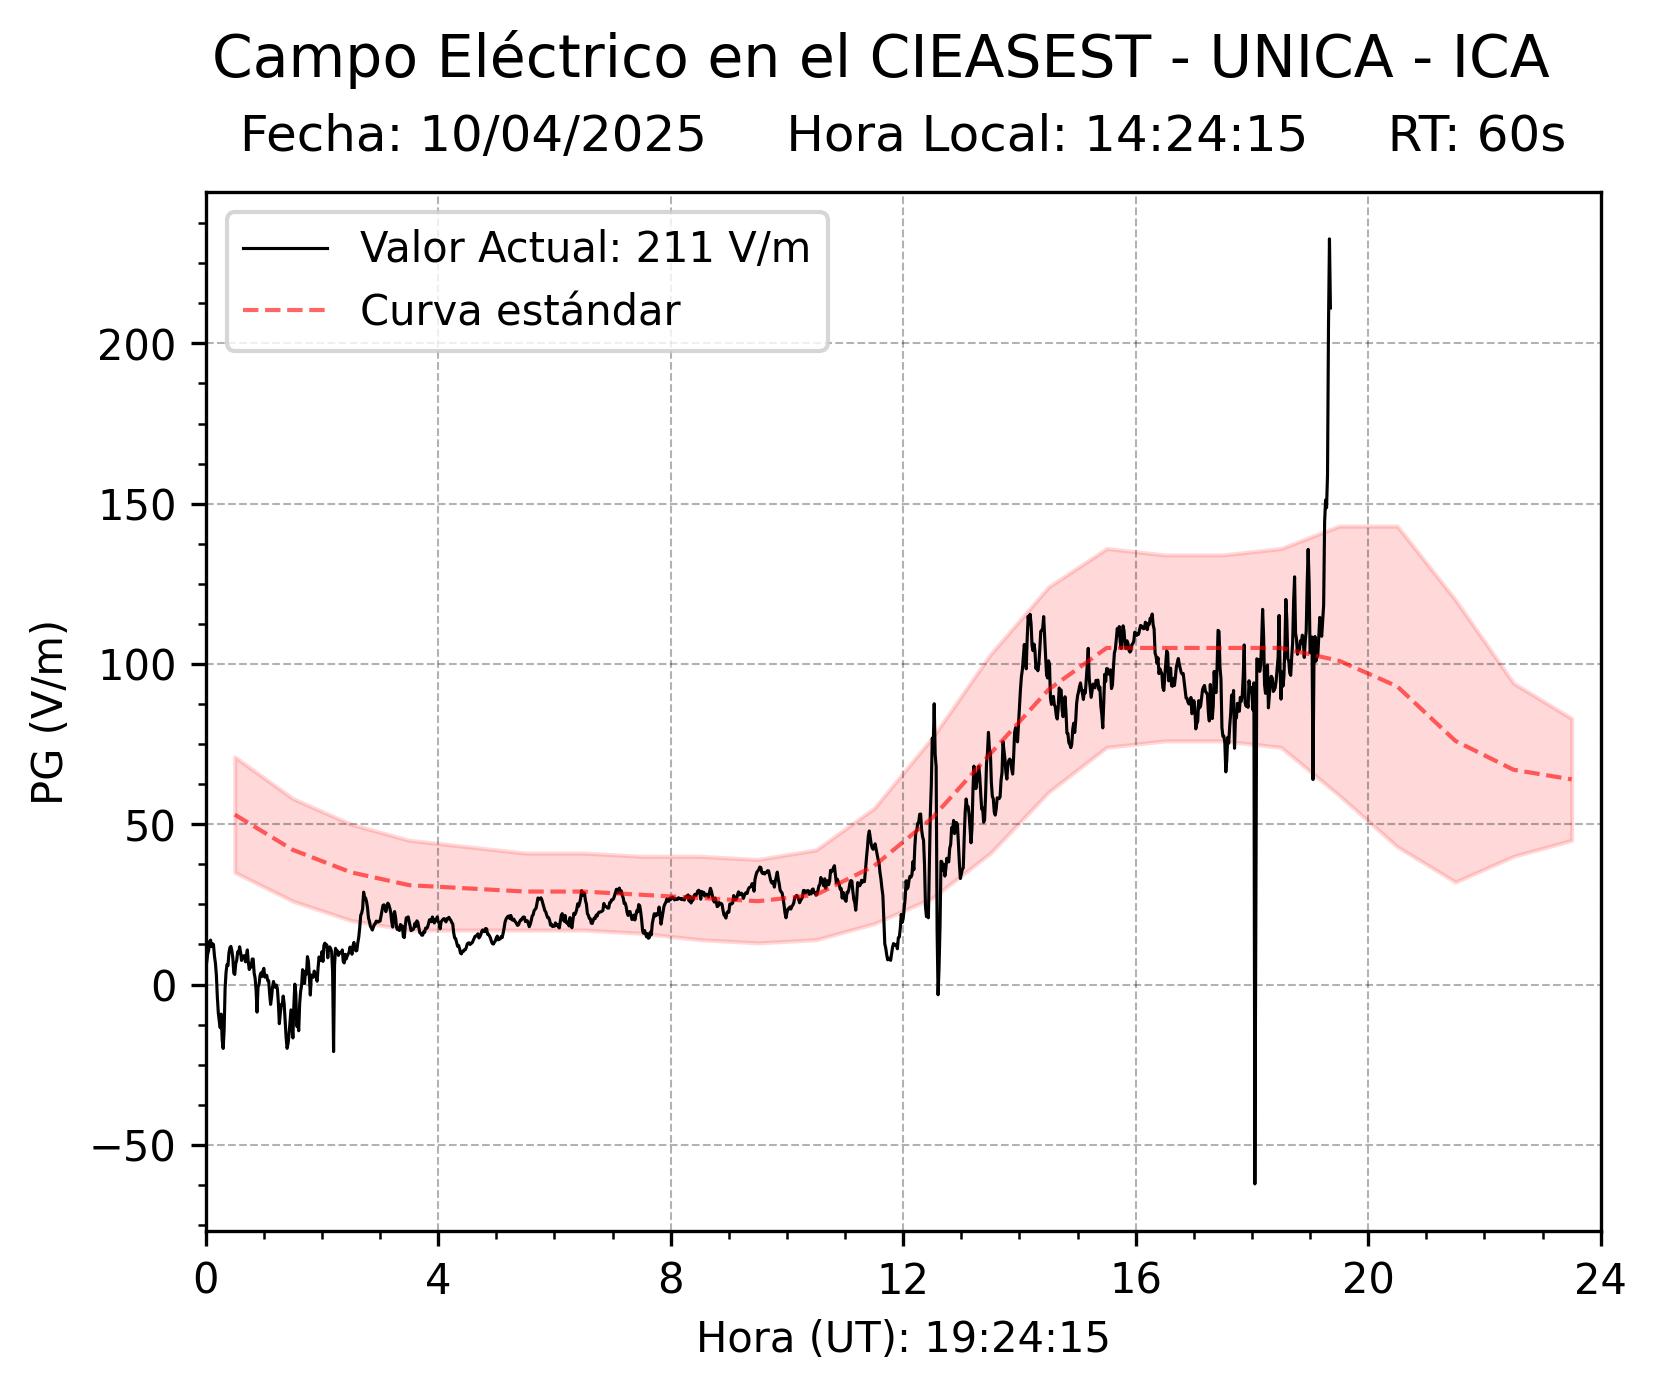 Campo Eléctrico en el CIEASEST - UNICA - ICA
Fecha: 10/04/2025 Hora Local: 14:24:15 RT: 60s
Valor Actual: 211 V/m
Curva estándar
PG (V/m)
200
150
100
50
0
−50
0 4 8 12 16 20 24
Hora (UT): 19:24:15